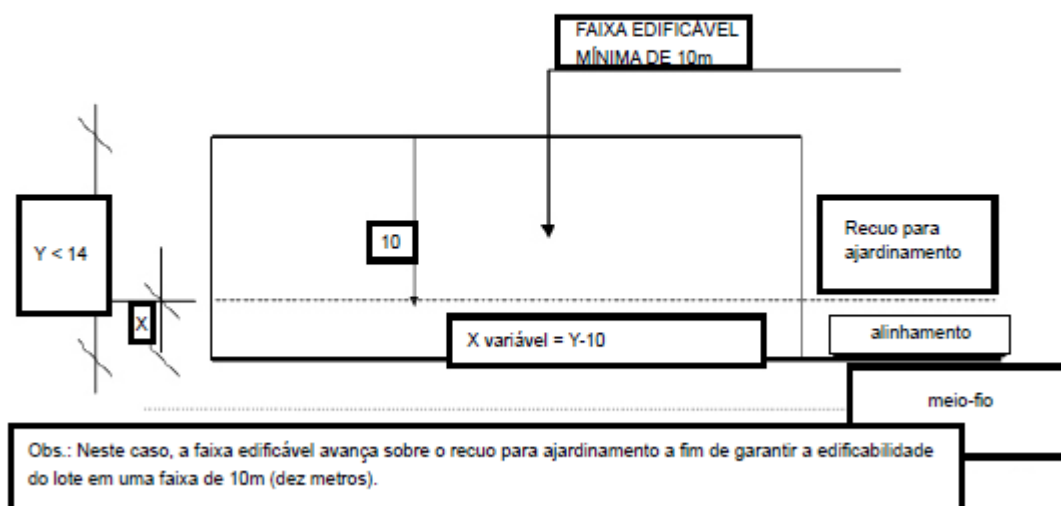 FAIXA EDIFICÁVEL
MÍNIMA DE 10m
Y < 14
10
Recuo para
ajardinamento
X
X variável = Y-10
alinhamento
meio-fio
Obs.: Neste caso, a faixa edificável avança sobre o recuo para ajardinamento a fim de garantir a edificabilidade
do lote em uma faixa de 10m (dez metros).